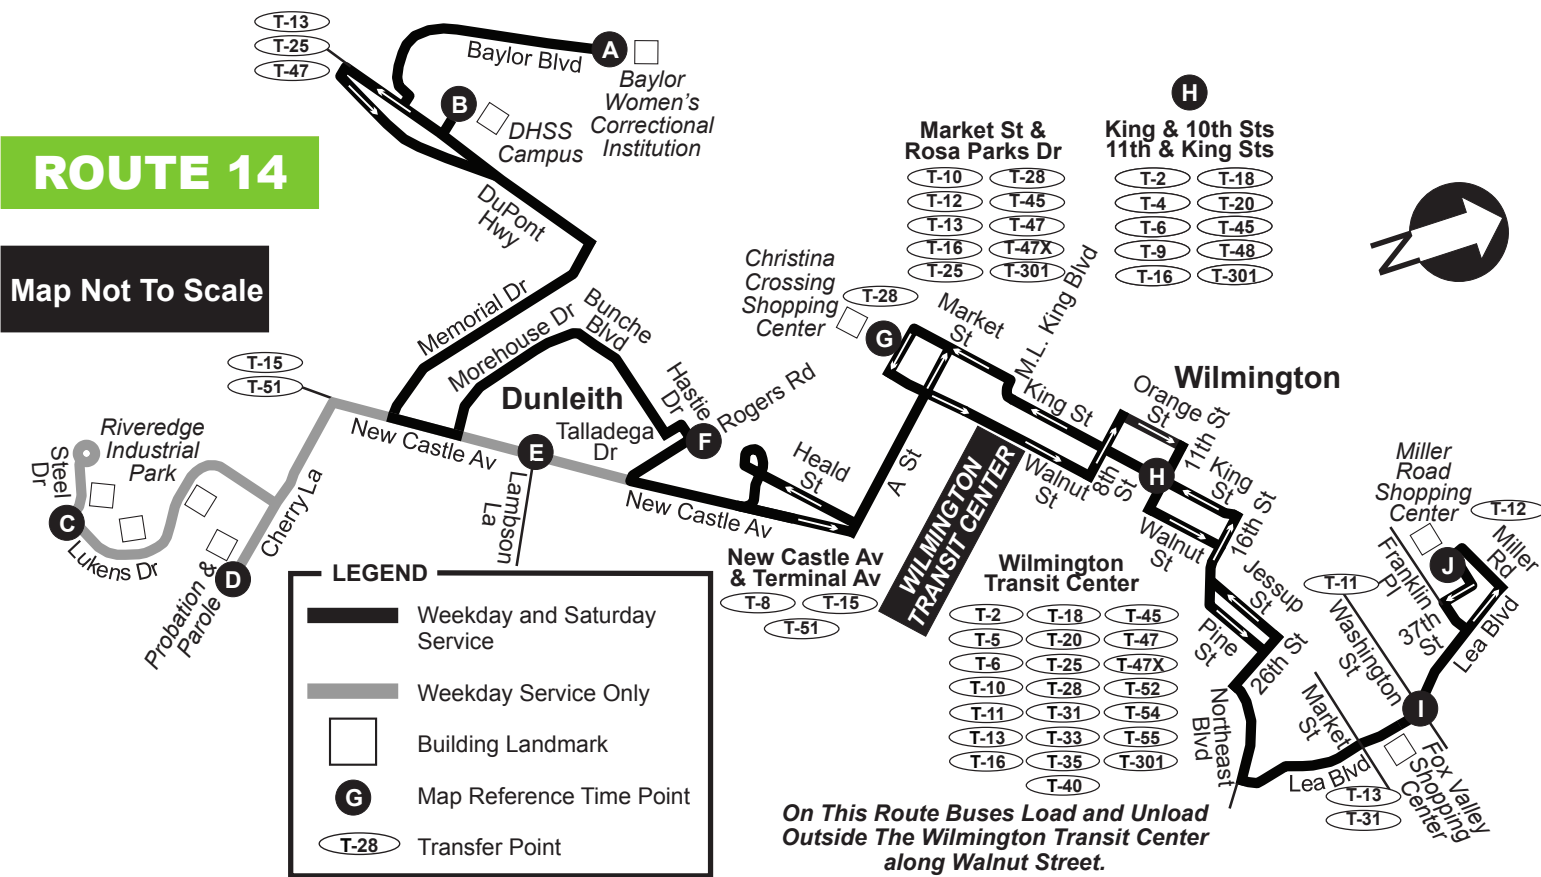 T-13
T-25
T-47
Baylor Blvd
A
Baylor
Women's
Correctional
Institution
B
DHSS
Campus
ROUTE 14
Map Not To Scale
DuPont
Hwy
Memorial Dr
Morehouse Dr
Bunche
Blvd
Hastie
Dr
Rogers Rd
Dunleith
Talladega
Dr
F
E
Lambson
La
New Castle Av
New Castle Av
T-15
T-51
Riveredge
Industrial
Park
Steel
Dr
C
Lukens Dr
Cherry La
D
Probation &
Parole
Heald
St
A St
New Castle Av
& Terminal Av
T-8
T-15
T-51
Christina
Crossing
Shopping
Center
T-28
G
Market St &
Rosa Parks Dr
T-10
T-28
T-12
T-45
T-13
T-47
T-16
T-47X
T-25
T-301
H
King & 10th Sts
11th & King Sts
T-2
T-18
T-4
T-20
T-6
T-45
T-9
T-48
T-16
T-301
Market
St
M.L. King Blvd
King St
Wilmington
Orange
St
11th St
King
St
8th
St
H
Walnut
St
Walnut
St
16th St
WILMINGTON
TRANSIT CENTER
Jessup
St
Pine
St
26th St
Northeast
Blvd
Lea Blvd
Market
St
T-13
T-31
Washington
St
T-11
I
Fox Valley
Shopping
Center
Lea Blvd
37th
St
Franklin
Pl
J
Miller
Rd
T-12
Miller
Road
Shopping
Center
Wilmington
Transit Center
T-2
T-18
T-45
T-5
T-20
T-47
T-6
T-25
T-47X
T-10
T-28
T-52
T-11
T-31
T-54
T-13
T-33
T-55
T-16
T-35
T-301
T-40
On This Route Buses Load and Unload
Outside The Wilmington Transit Center
along Walnut Street.
LEGEND
Weekday and Saturday
Service
Weekday Service Only
Building Landmark
G
Map Reference Time Point
T-28
Transfer Point